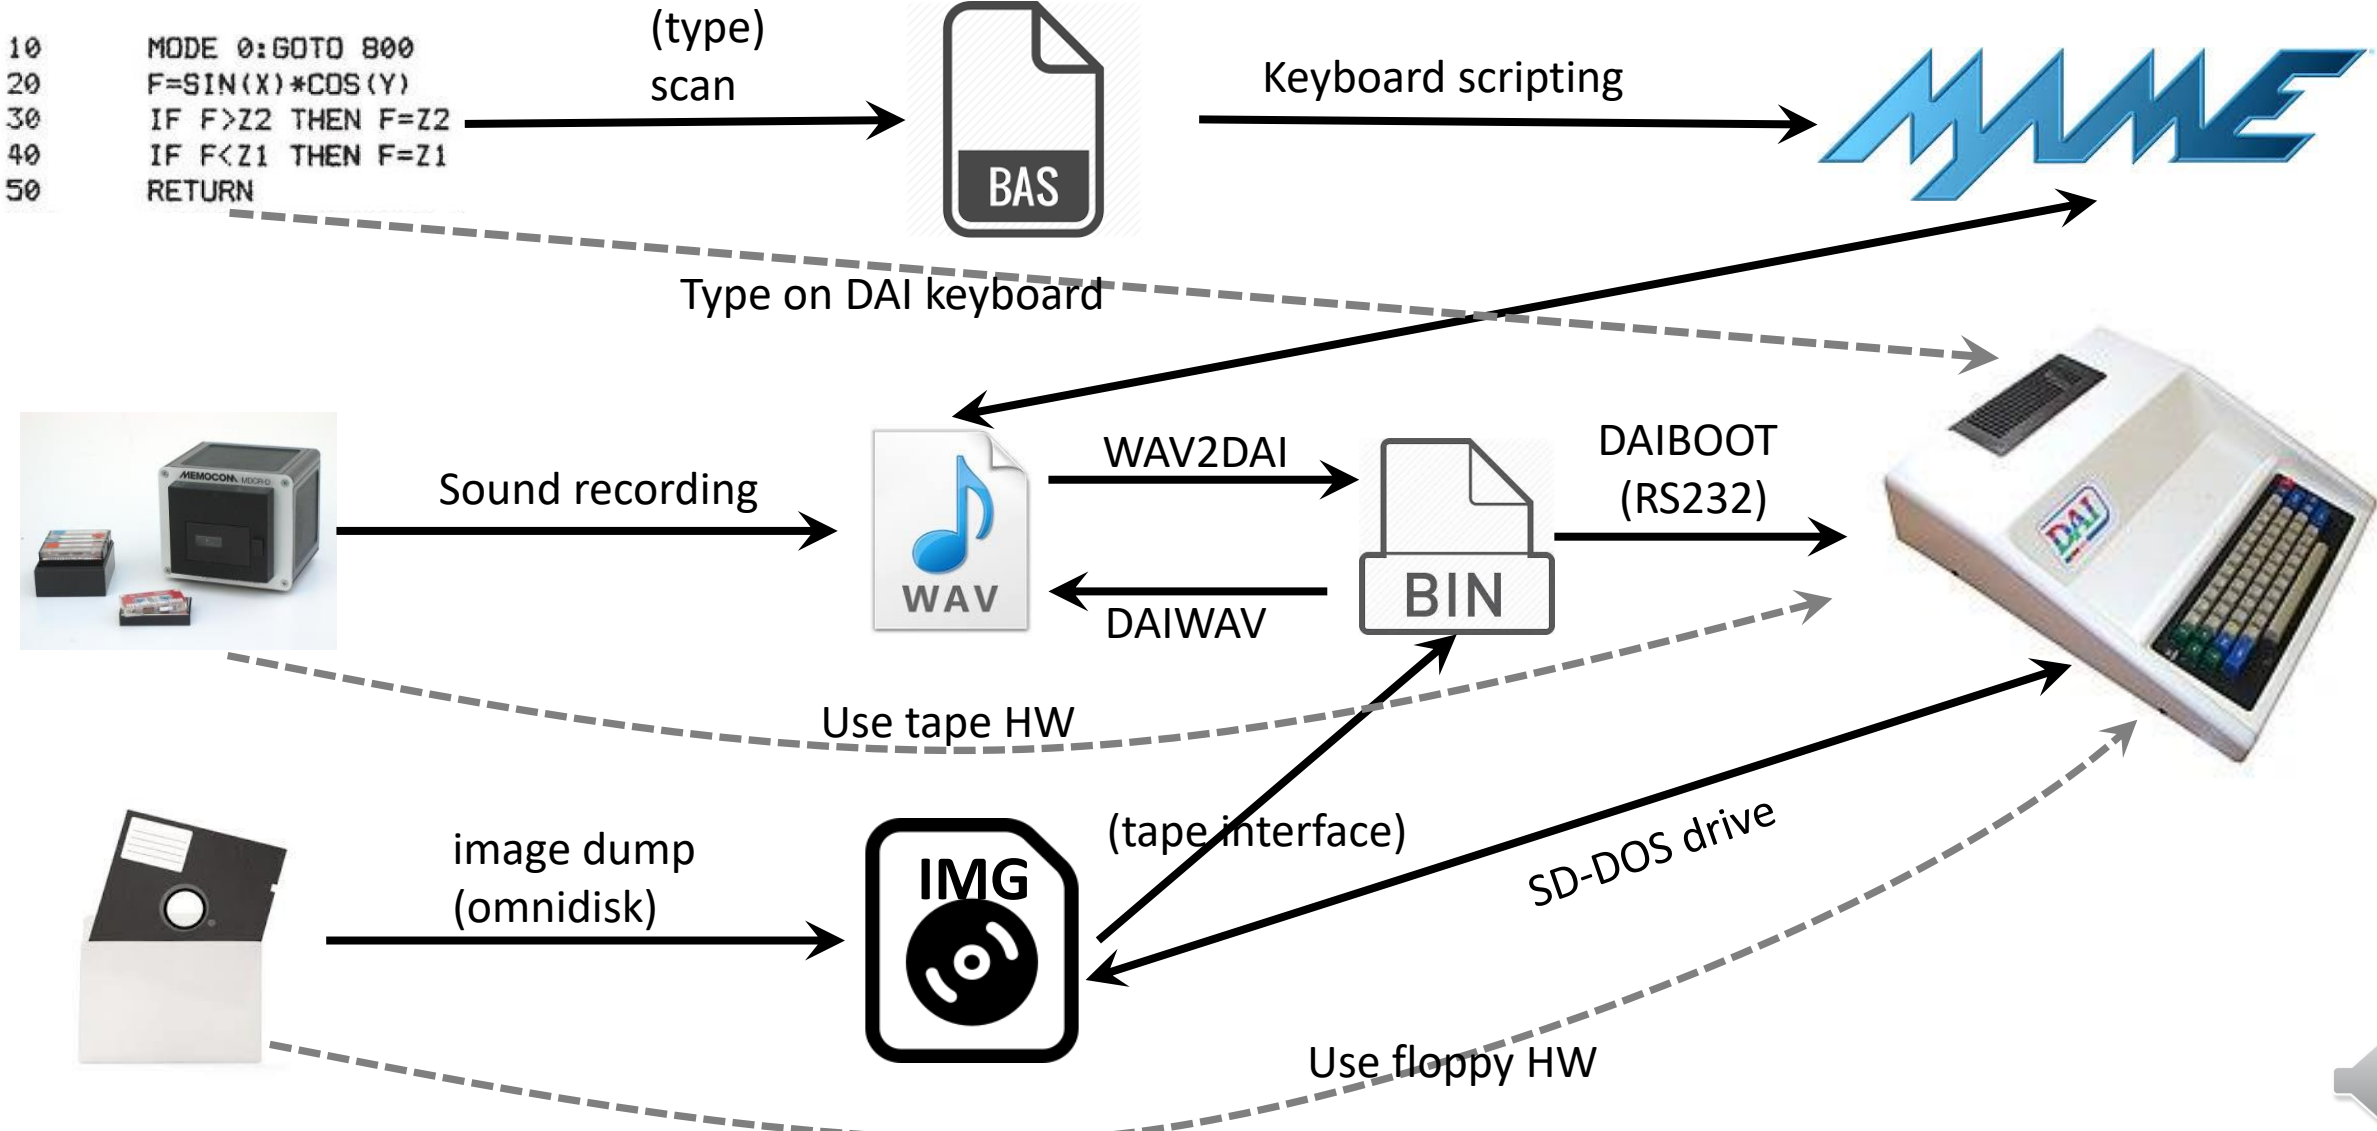 10 MODE 0:GOTO 800
20 F=SIN(X)*COS(Y)
30 IF F>Z2 THEN F=Z2
40 IF F<Z1 THEN F=Z1
50 RETURN
(type)
scan
BAS
Keyboard scripting
MAME
Type on DAI keyboard
MEMOCOM MDCR-D
Sound recording
WAV
WAV2DAI
DAIWAV
BIN
DAIBOOT
(RS232)
DAI
Use tape HW
image dump
(omnidisk)
IMG
(tape interface)
SD-DOS drive
Use floppy HW